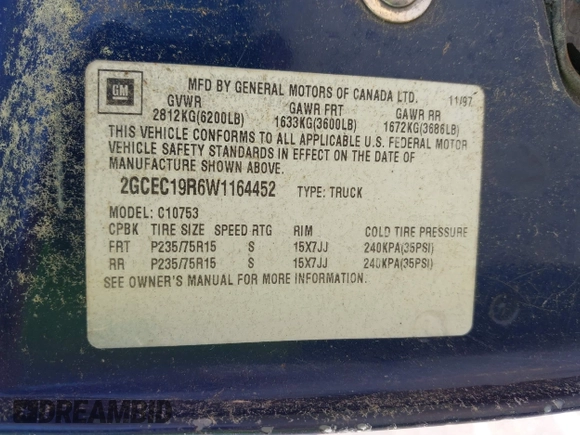 GM
MFD BY GENERAL MOTORS OF CANADA LTD. 11/97
GVWR GAWR FRT GAWR RR
2812KG(6200LB) 1633KG(3600LB) 1672KG(3686LB)
THIS VEHICLE CONFORMS TO ALL APPLICABLE U.S. FEDERAL MOTOR
VEHICLE SAFETY STANDARDS IN EFFECT ON THE DATE OF
MANUFACTURE SHOWN ABOVE.
2GCEC19R6W1164452 TYPE: TRUCK
MODEL: C10753
CPBK TIRE SIZE SPEED RTG RIM COLD TIRE PRESSURE
FRT P235/75R15 S 15X7JJ 240KPA(35PSI)
RR P235/75R15 S 15X7JJ 240KPA(35PSI)
SEE OWNER'S MANUAL FOR MORE INFORMATION.
DREAMBID